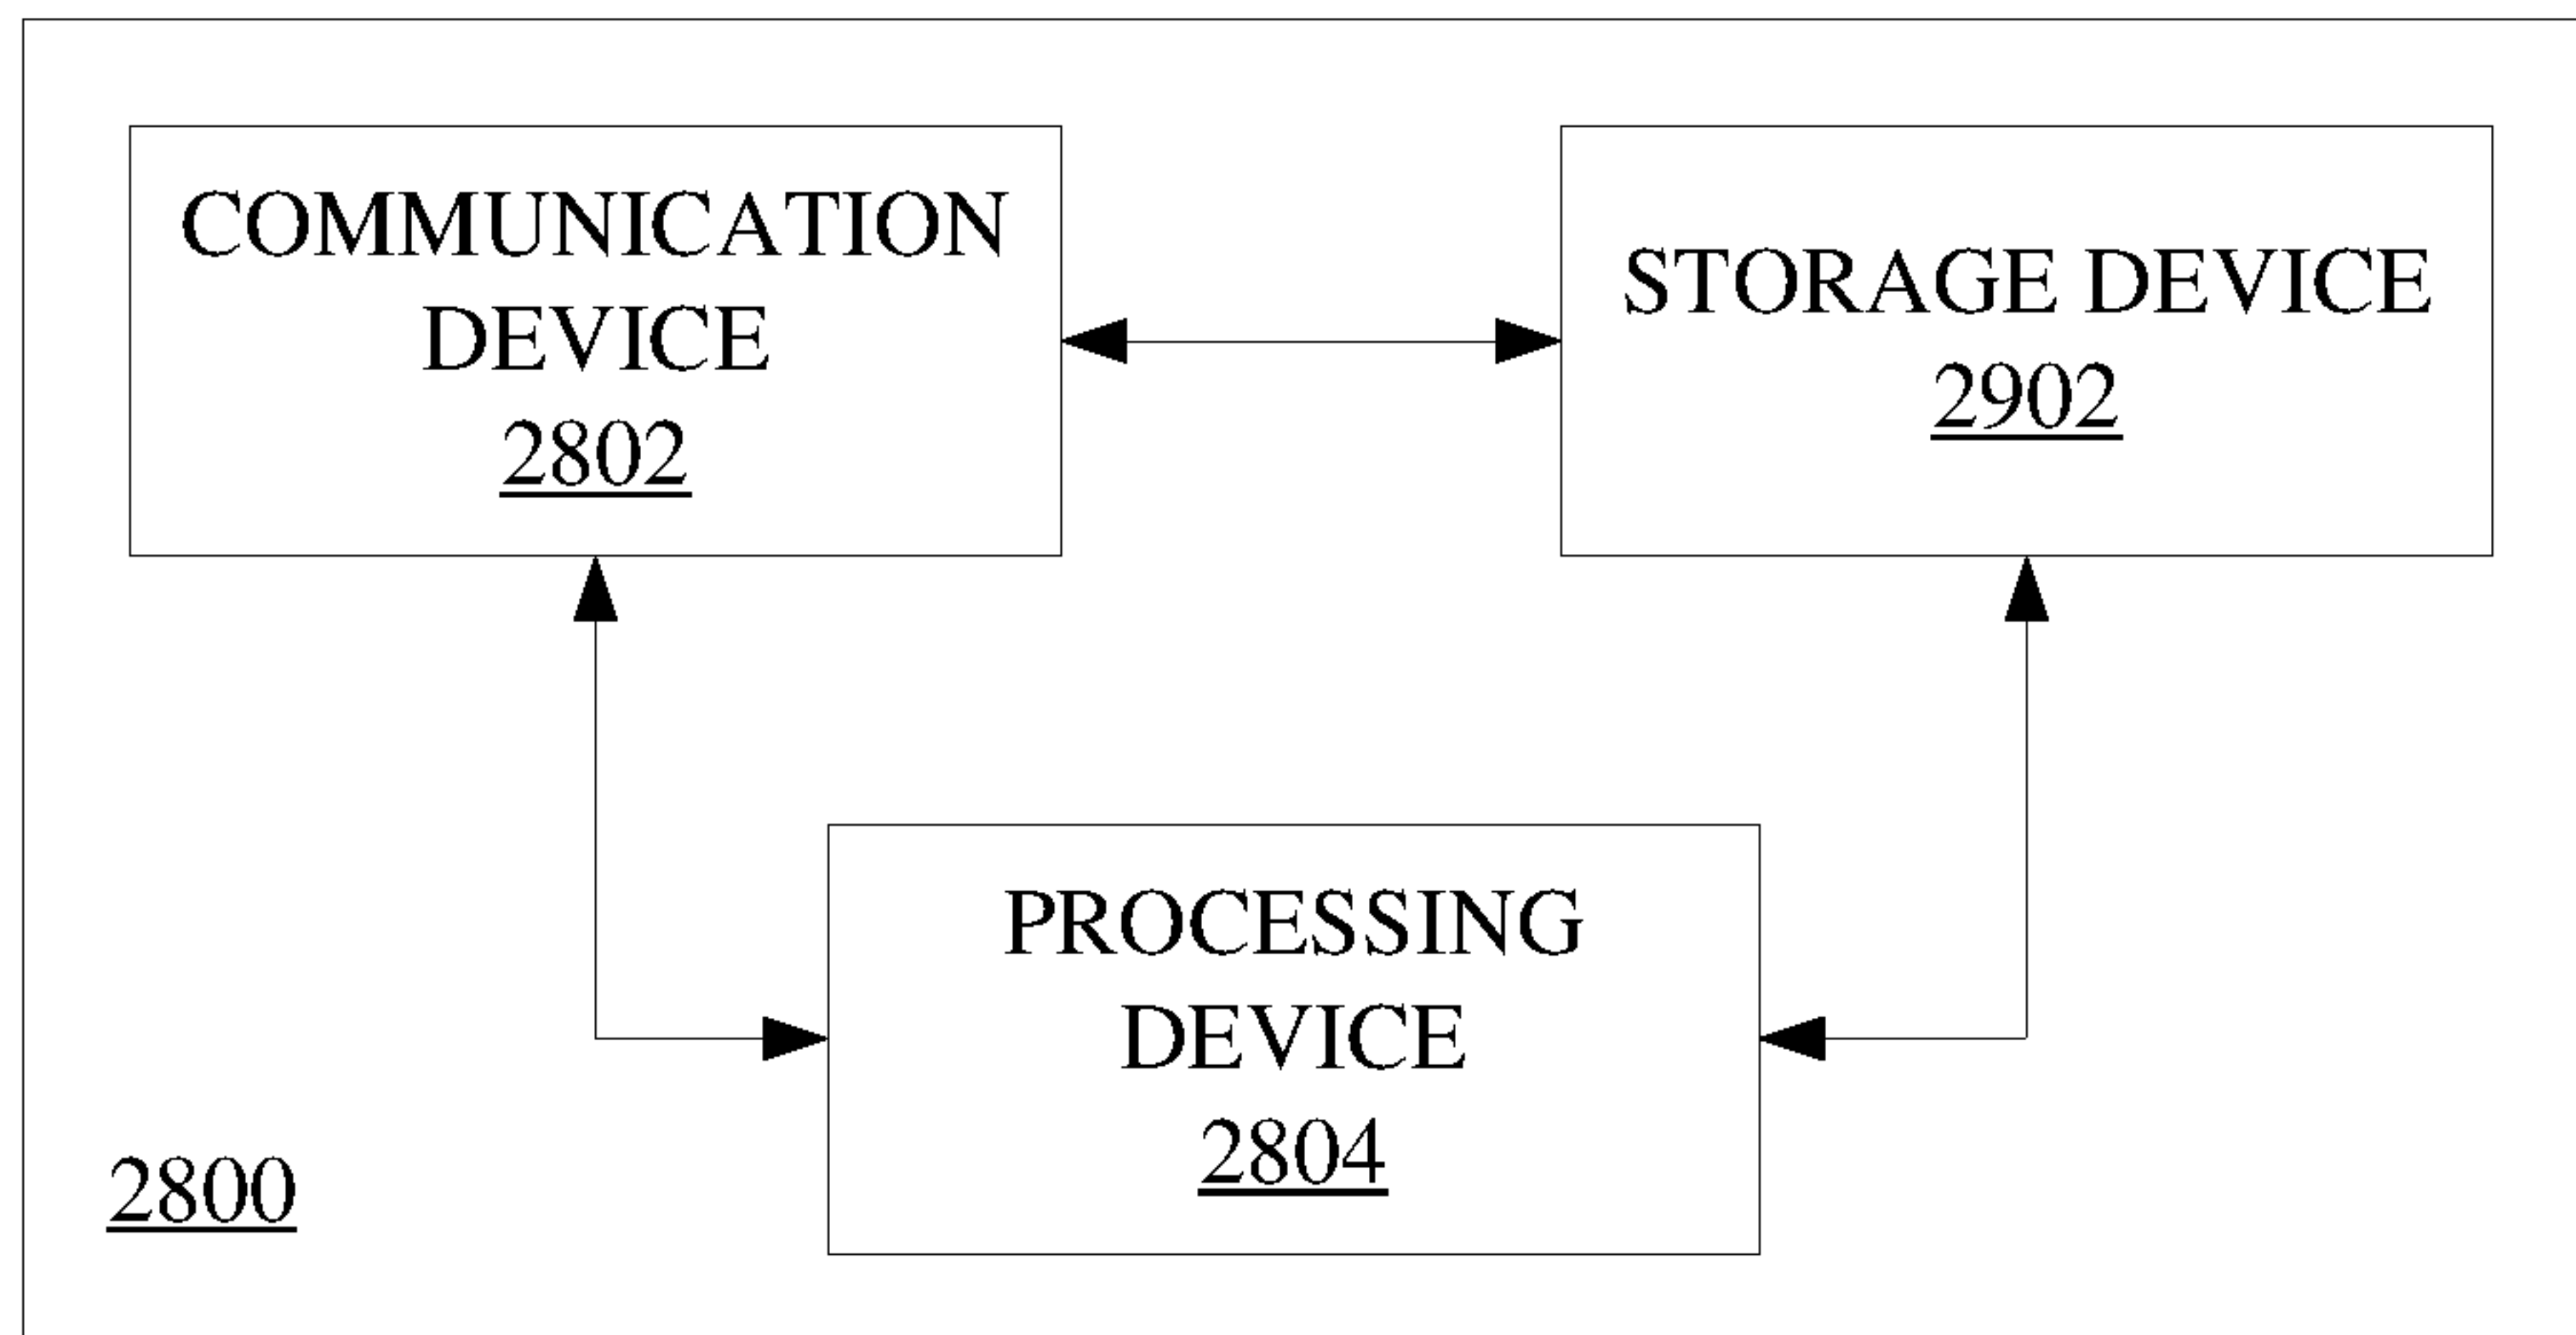 COMMUNICATION
DEVICE
2802
STORAGE DEVICE
2902
PROCESSING
DEVICE
2804
2800